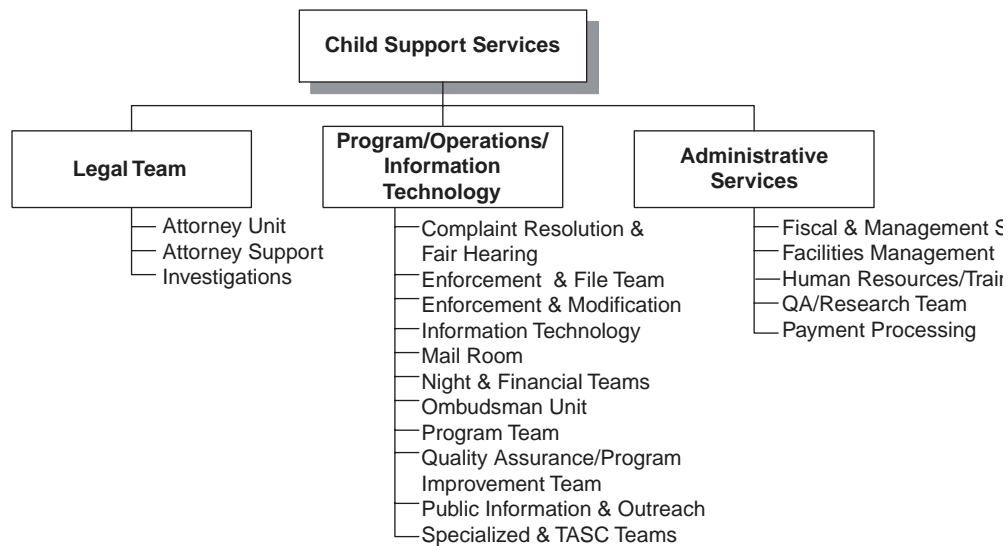 Child Support Services
Legal Team
Attorney Unit
Attorney Support
Investigations
Program/Operations/
Information
Technology
Complaint Resolution &
Fair Hearing
Enforcement & File Team
Enforcement & Modification
Information Technology
Mail Room
Night & Financial Teams
Ombudsman Unit
Program Team
Quality Assurance/Program
Improvement Team
Public Information & Outreach
Specialized & TASC Teams
Administrative
Services
Fiscal & Management
Facilities Management
Human Resources/
QA/Research Team
Payment Processing